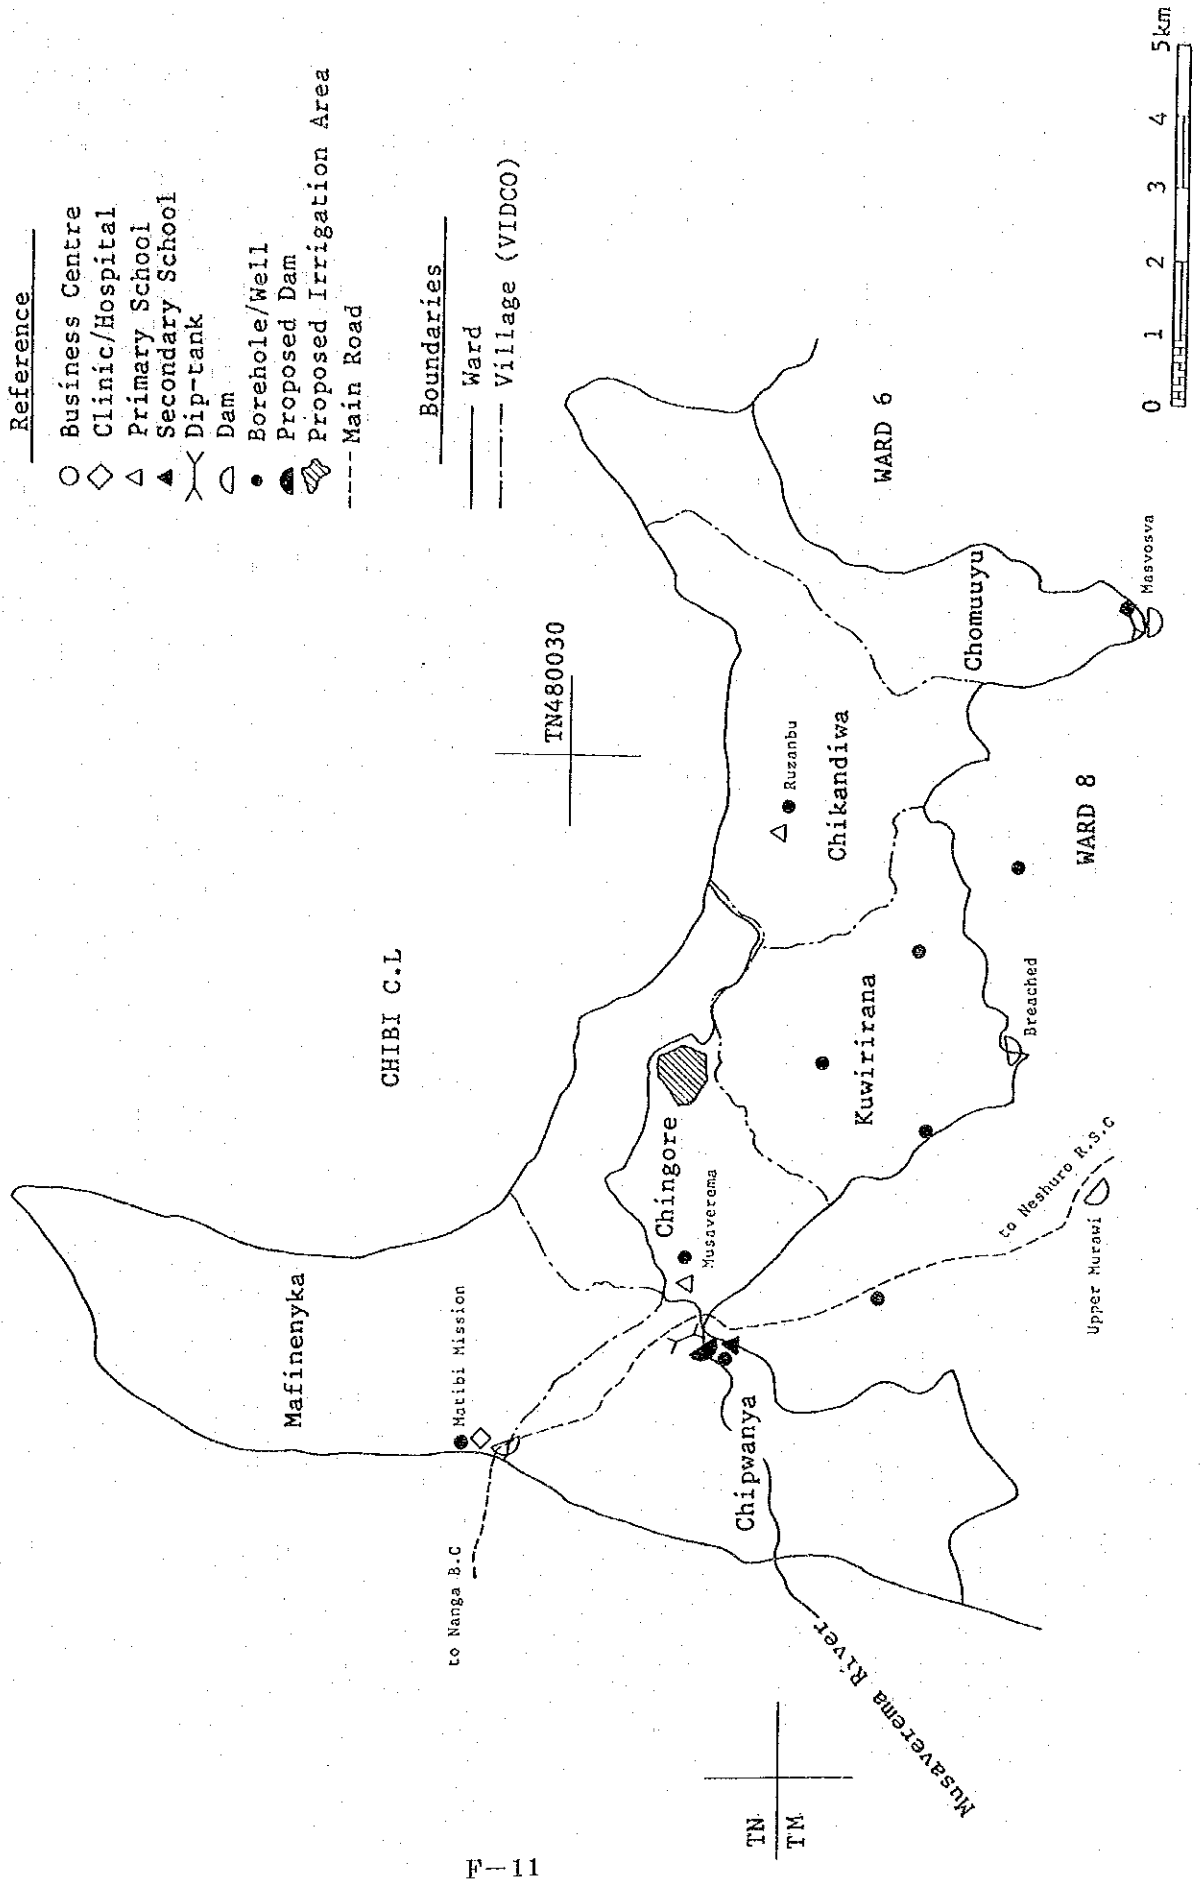 Reference
Business Centre
Clinic/Hospital
Primary School
Secondary School
Dip-tank
Dam
Borehole/Well
Proposed Dam
Proposed Irrigation Area
Main Road
Boundaries
Ward
Village (VIDCO)
CHIBI C.L
TN480030
Mafinenyka
Matibi Mission
to Nanga B.C
Chingore
Musaverema
Chipwanya
Musaverema River
Kuwirirana
Breached
to Neshuro R.S.C
Upper Murawi
Ruzanbu
Chikandiwa
Chomuuyu
Masvosva
WARD 6
WARD 8
TN
TM
0 1 2 3 4 5km
F-11